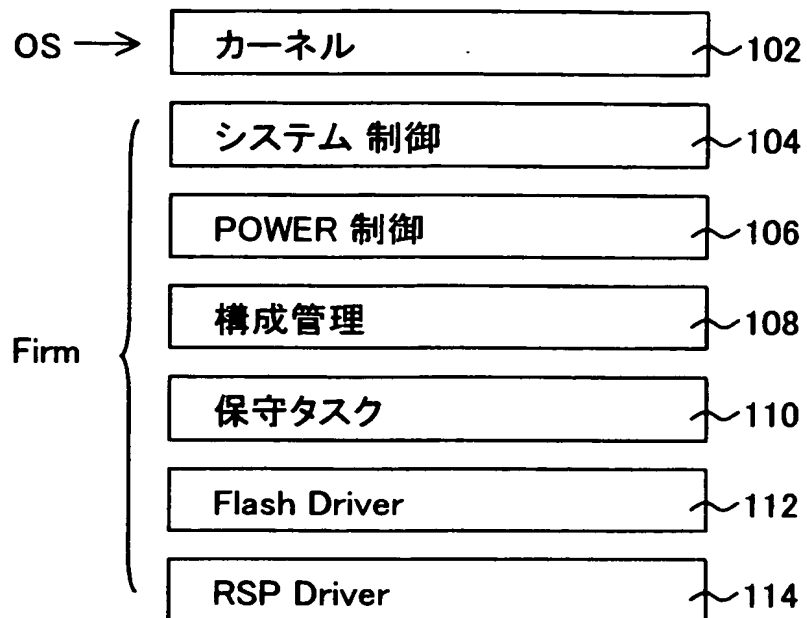 OS → カーネル 102
システム 制御 104
POWER 制御 106
構成管理 108
Firm
保守タスク 110
Flash Driver 112
RSP Driver 114